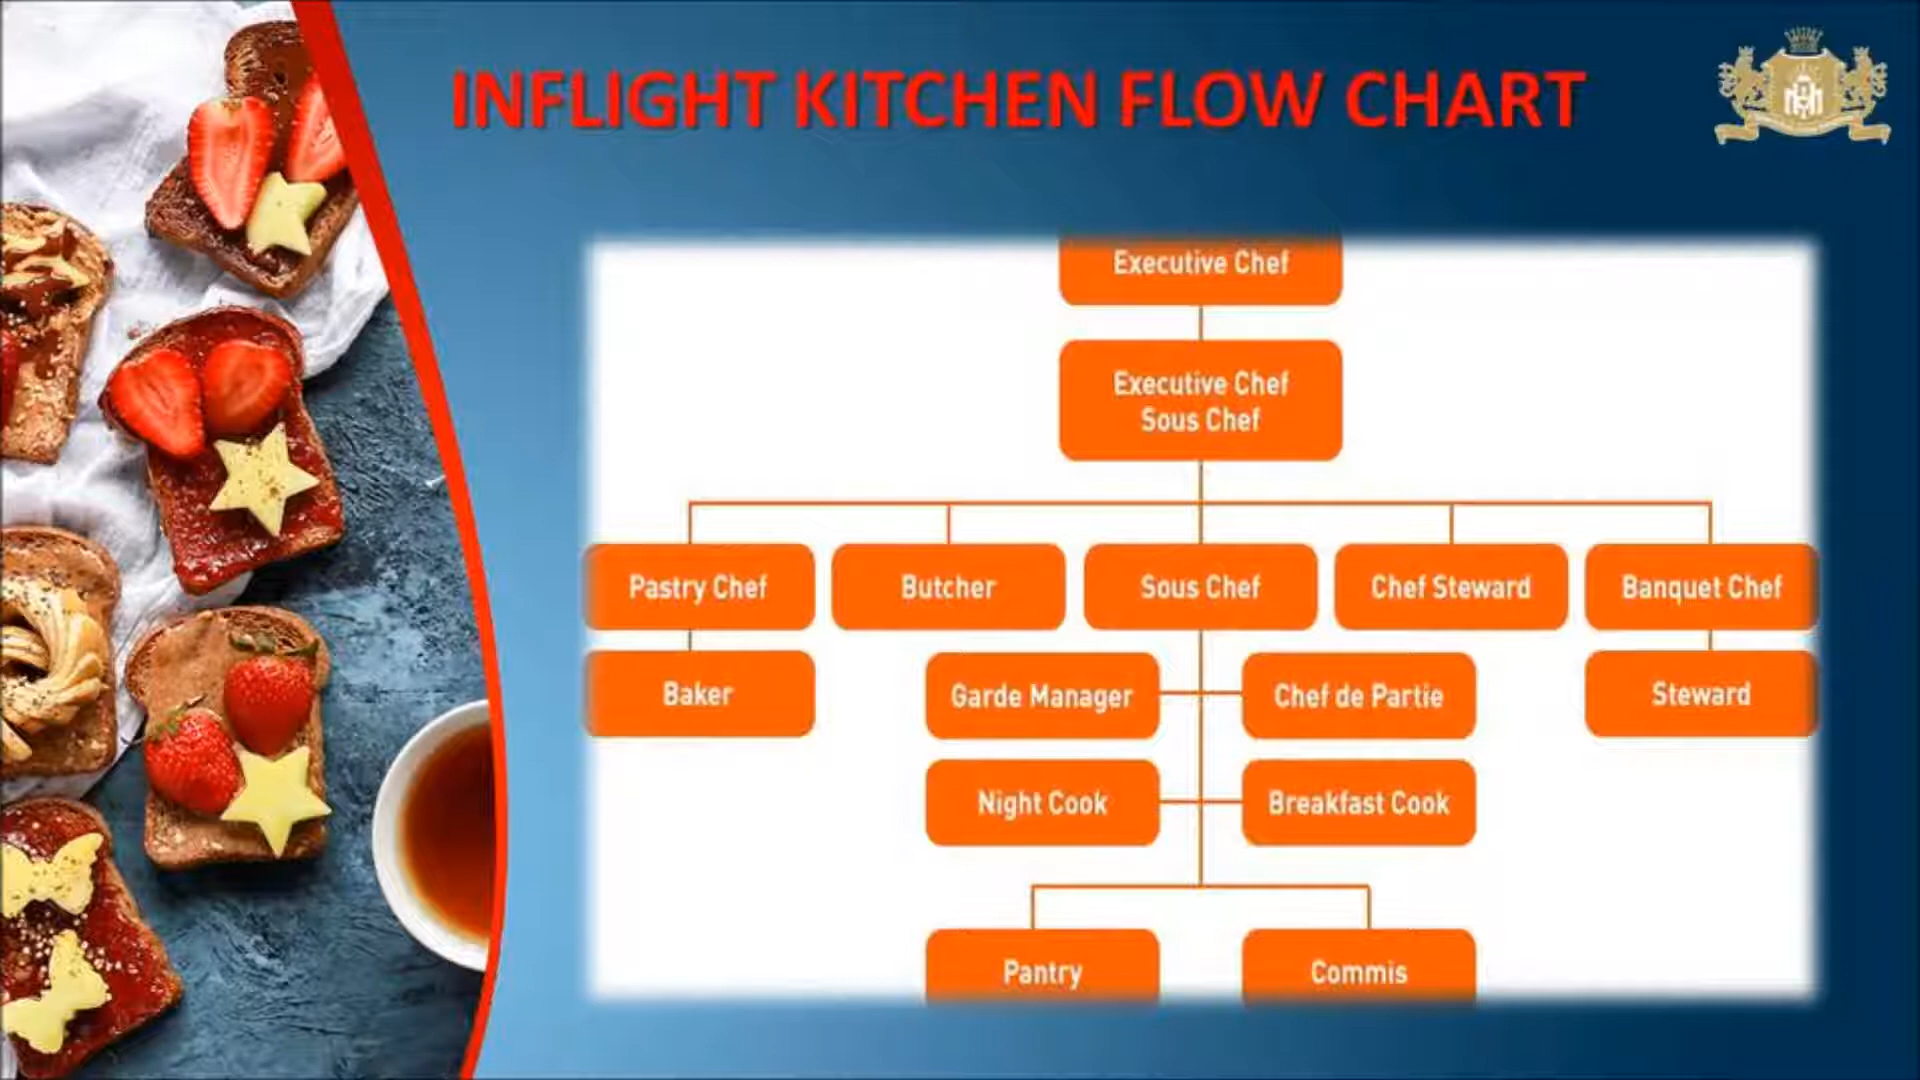 INFLIGHT KITCHEN FLOW CHART
Executive Chef
Executive Chef
Sous Chef
Pastry Chef
Butcher
Sous Chef
Chef Steward
Banquet Chef
Baker
Garde Manager
Chef de Partie
Steward
Night Cook
Breakfast Cook
Pantry
Commis